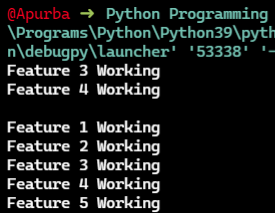 @Apurba ➜ Python Programming
\Programs\Python\Python39\pyth
n\debugpy\launcher' '53338' '-
Feature 3 Working
Feature 4 Working

Feature 1 Working
Feature 2 Working
Feature 3 Working
Feature 4 Working
Feature 5 Working